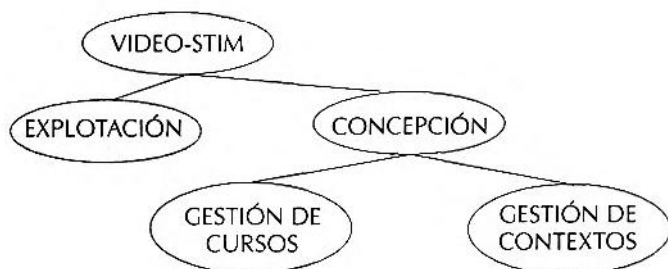 VIDEO-STIM
EXPLOTACIÓN
CONCEPCIÓN
GESTIÓN DE
CURSOS
GESTIÓN DE
CONTEXTOS